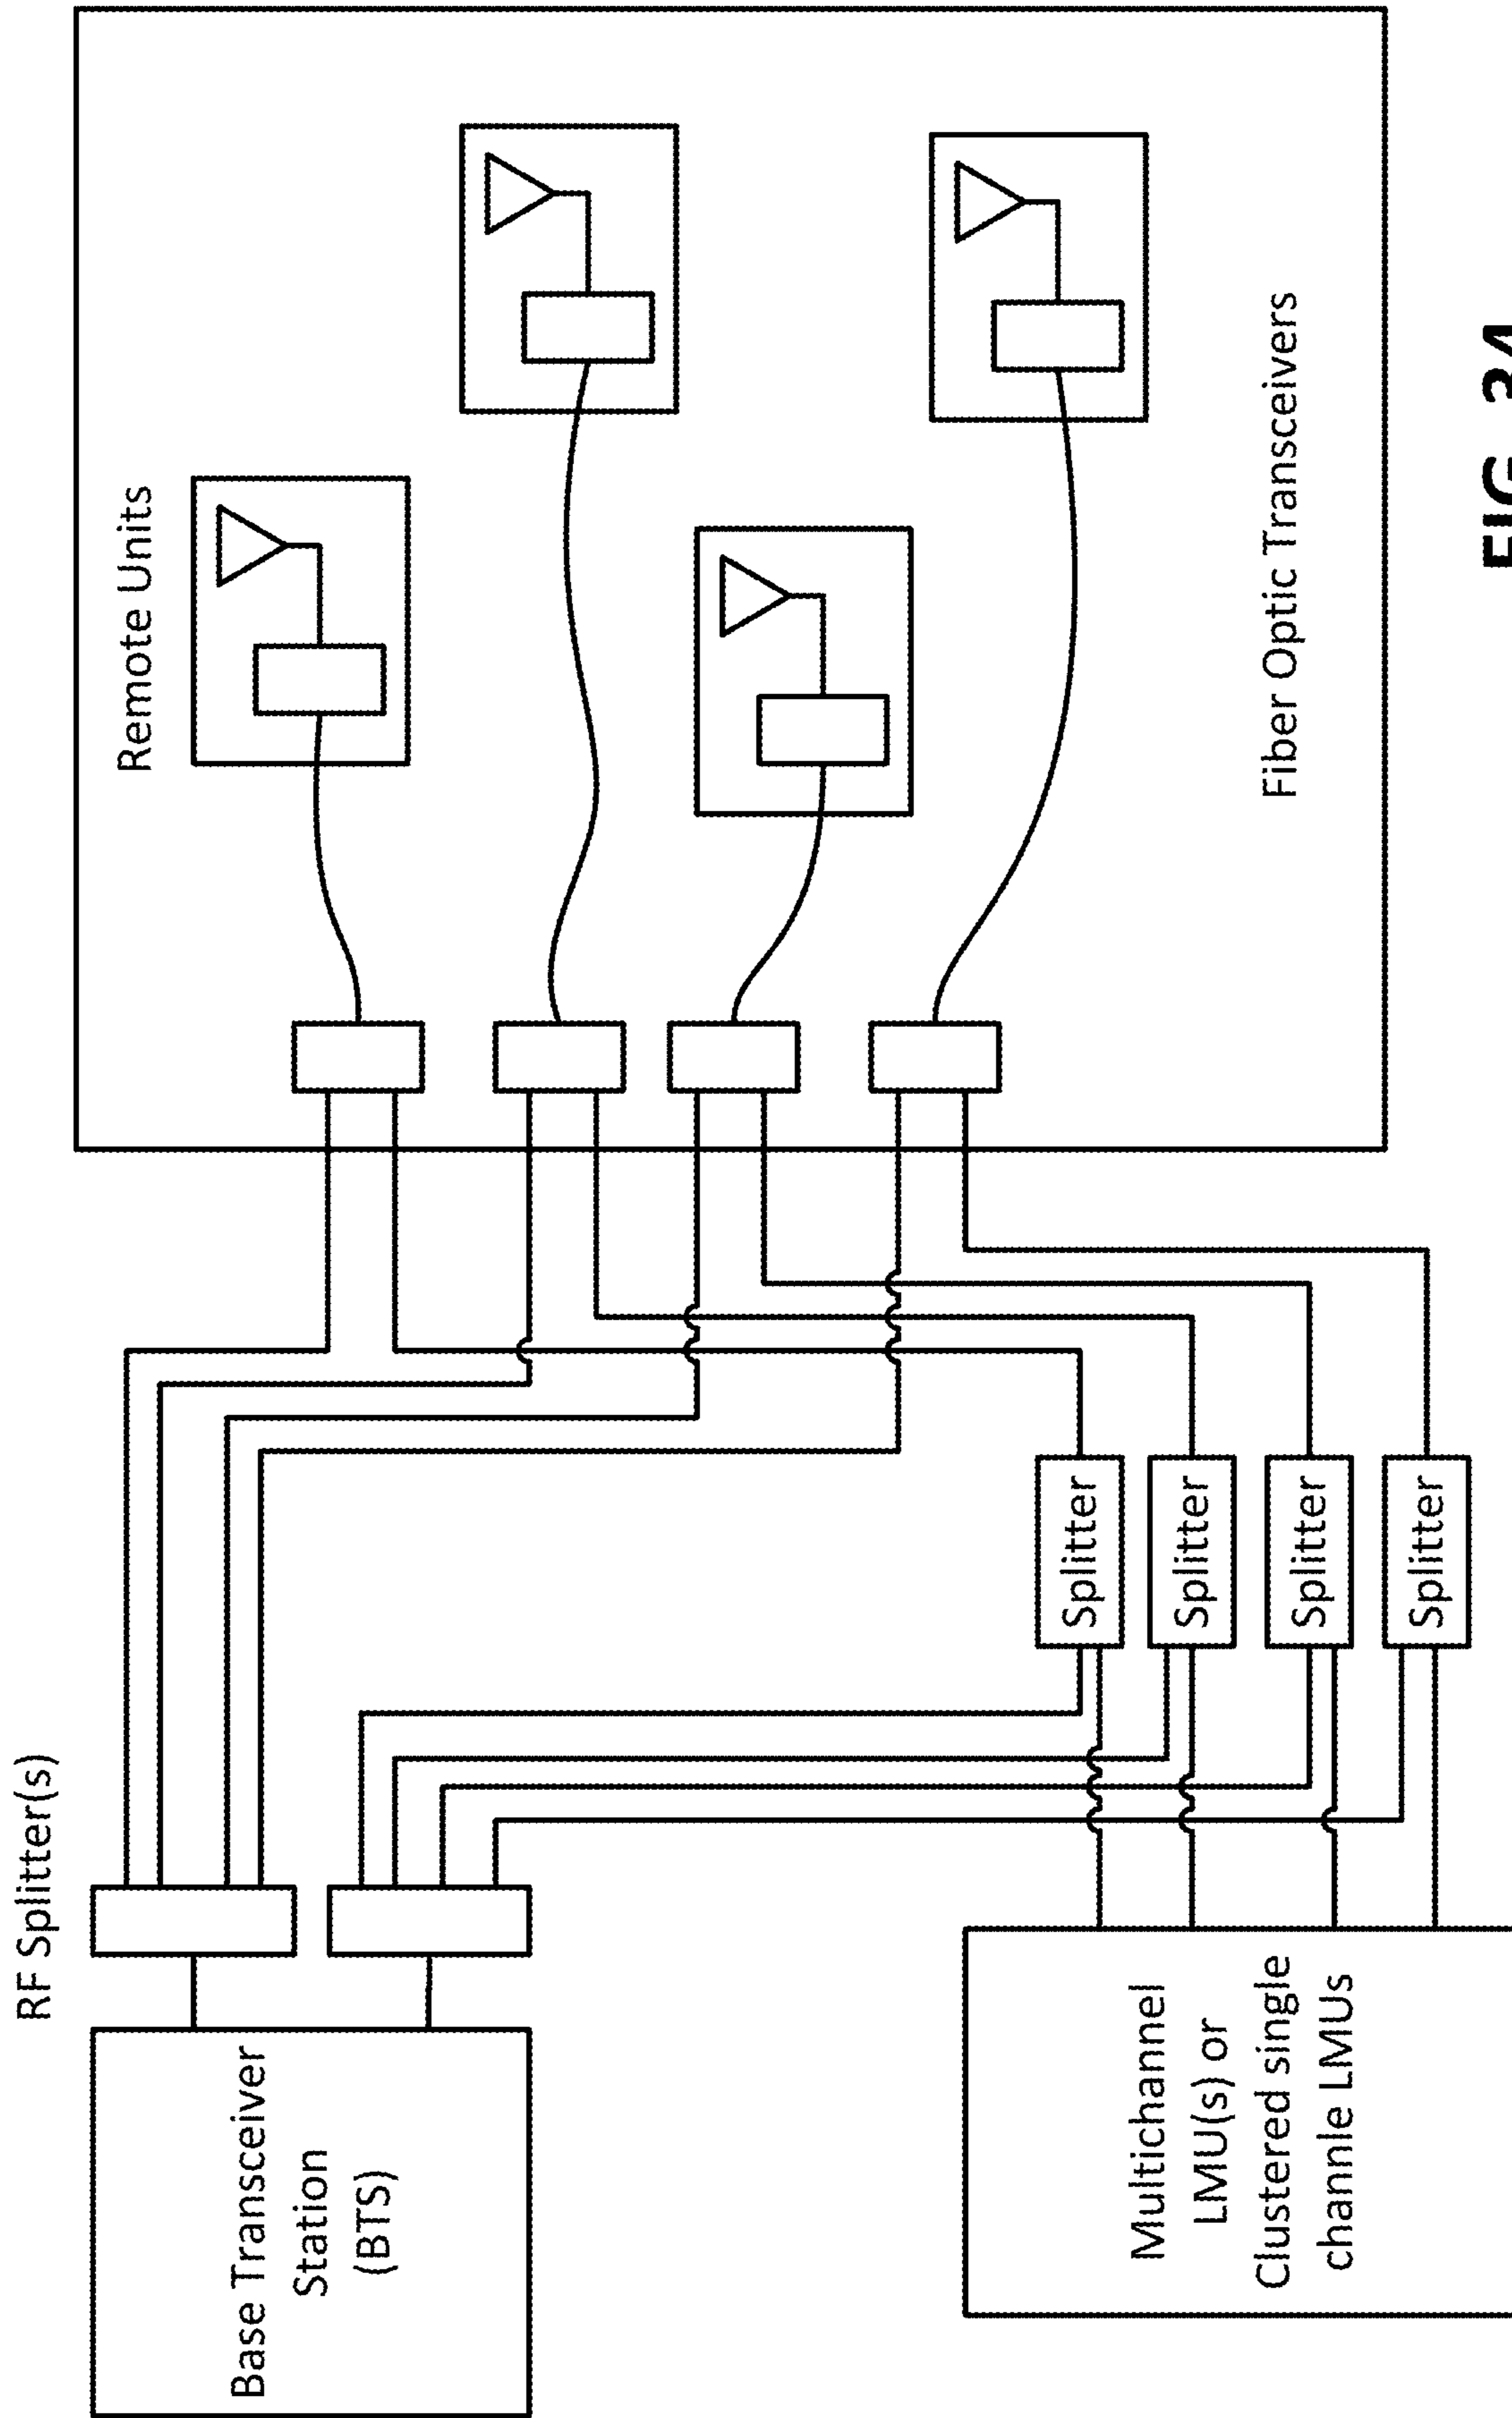 RF Splitter(s)
Base Transceiver
Station
(BTS)
Remote Units
Splitter
Splitter
Splitter
Splitter
Multichannel
LMU(s) or
Clustered single
channle LMUs
Fiber Optic Transceivers